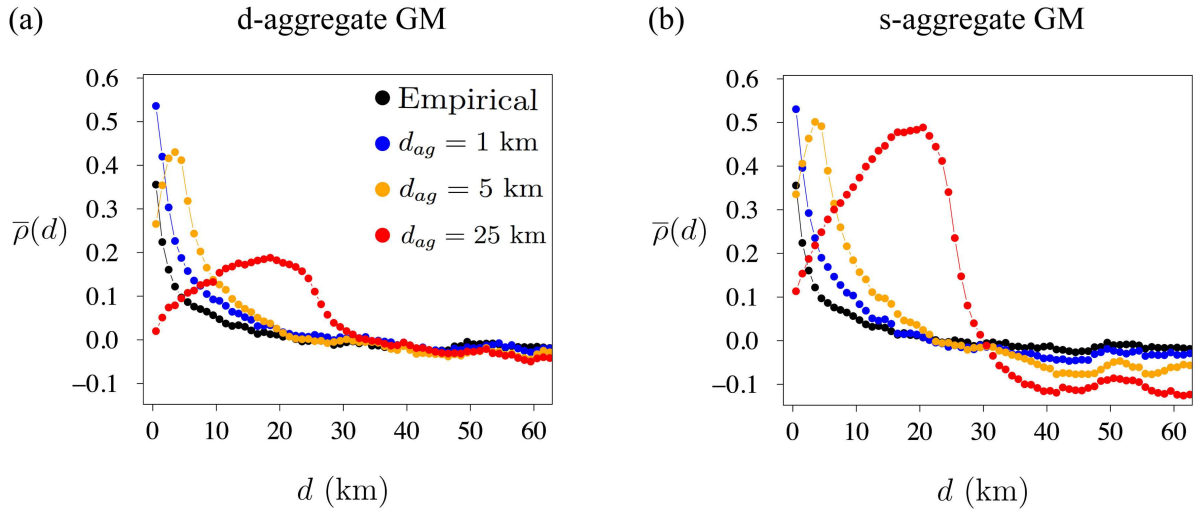 (a) d-aggregate GM
0.6
0.5
0.4
0.3
0.2
0.1
0.0
−0.1
ρ̅(d)
Empirical
d_ag = 1 km
d_ag = 5 km
d_ag = 25 km
0 10 20 30 40 50 60
d (km)
(b) s-aggregate GM
0.6
0.5
0.4
0.3
0.2
0.1
0.0
−0.1
ρ̅(d)
0 10 20 30 40 50 60
d (km)